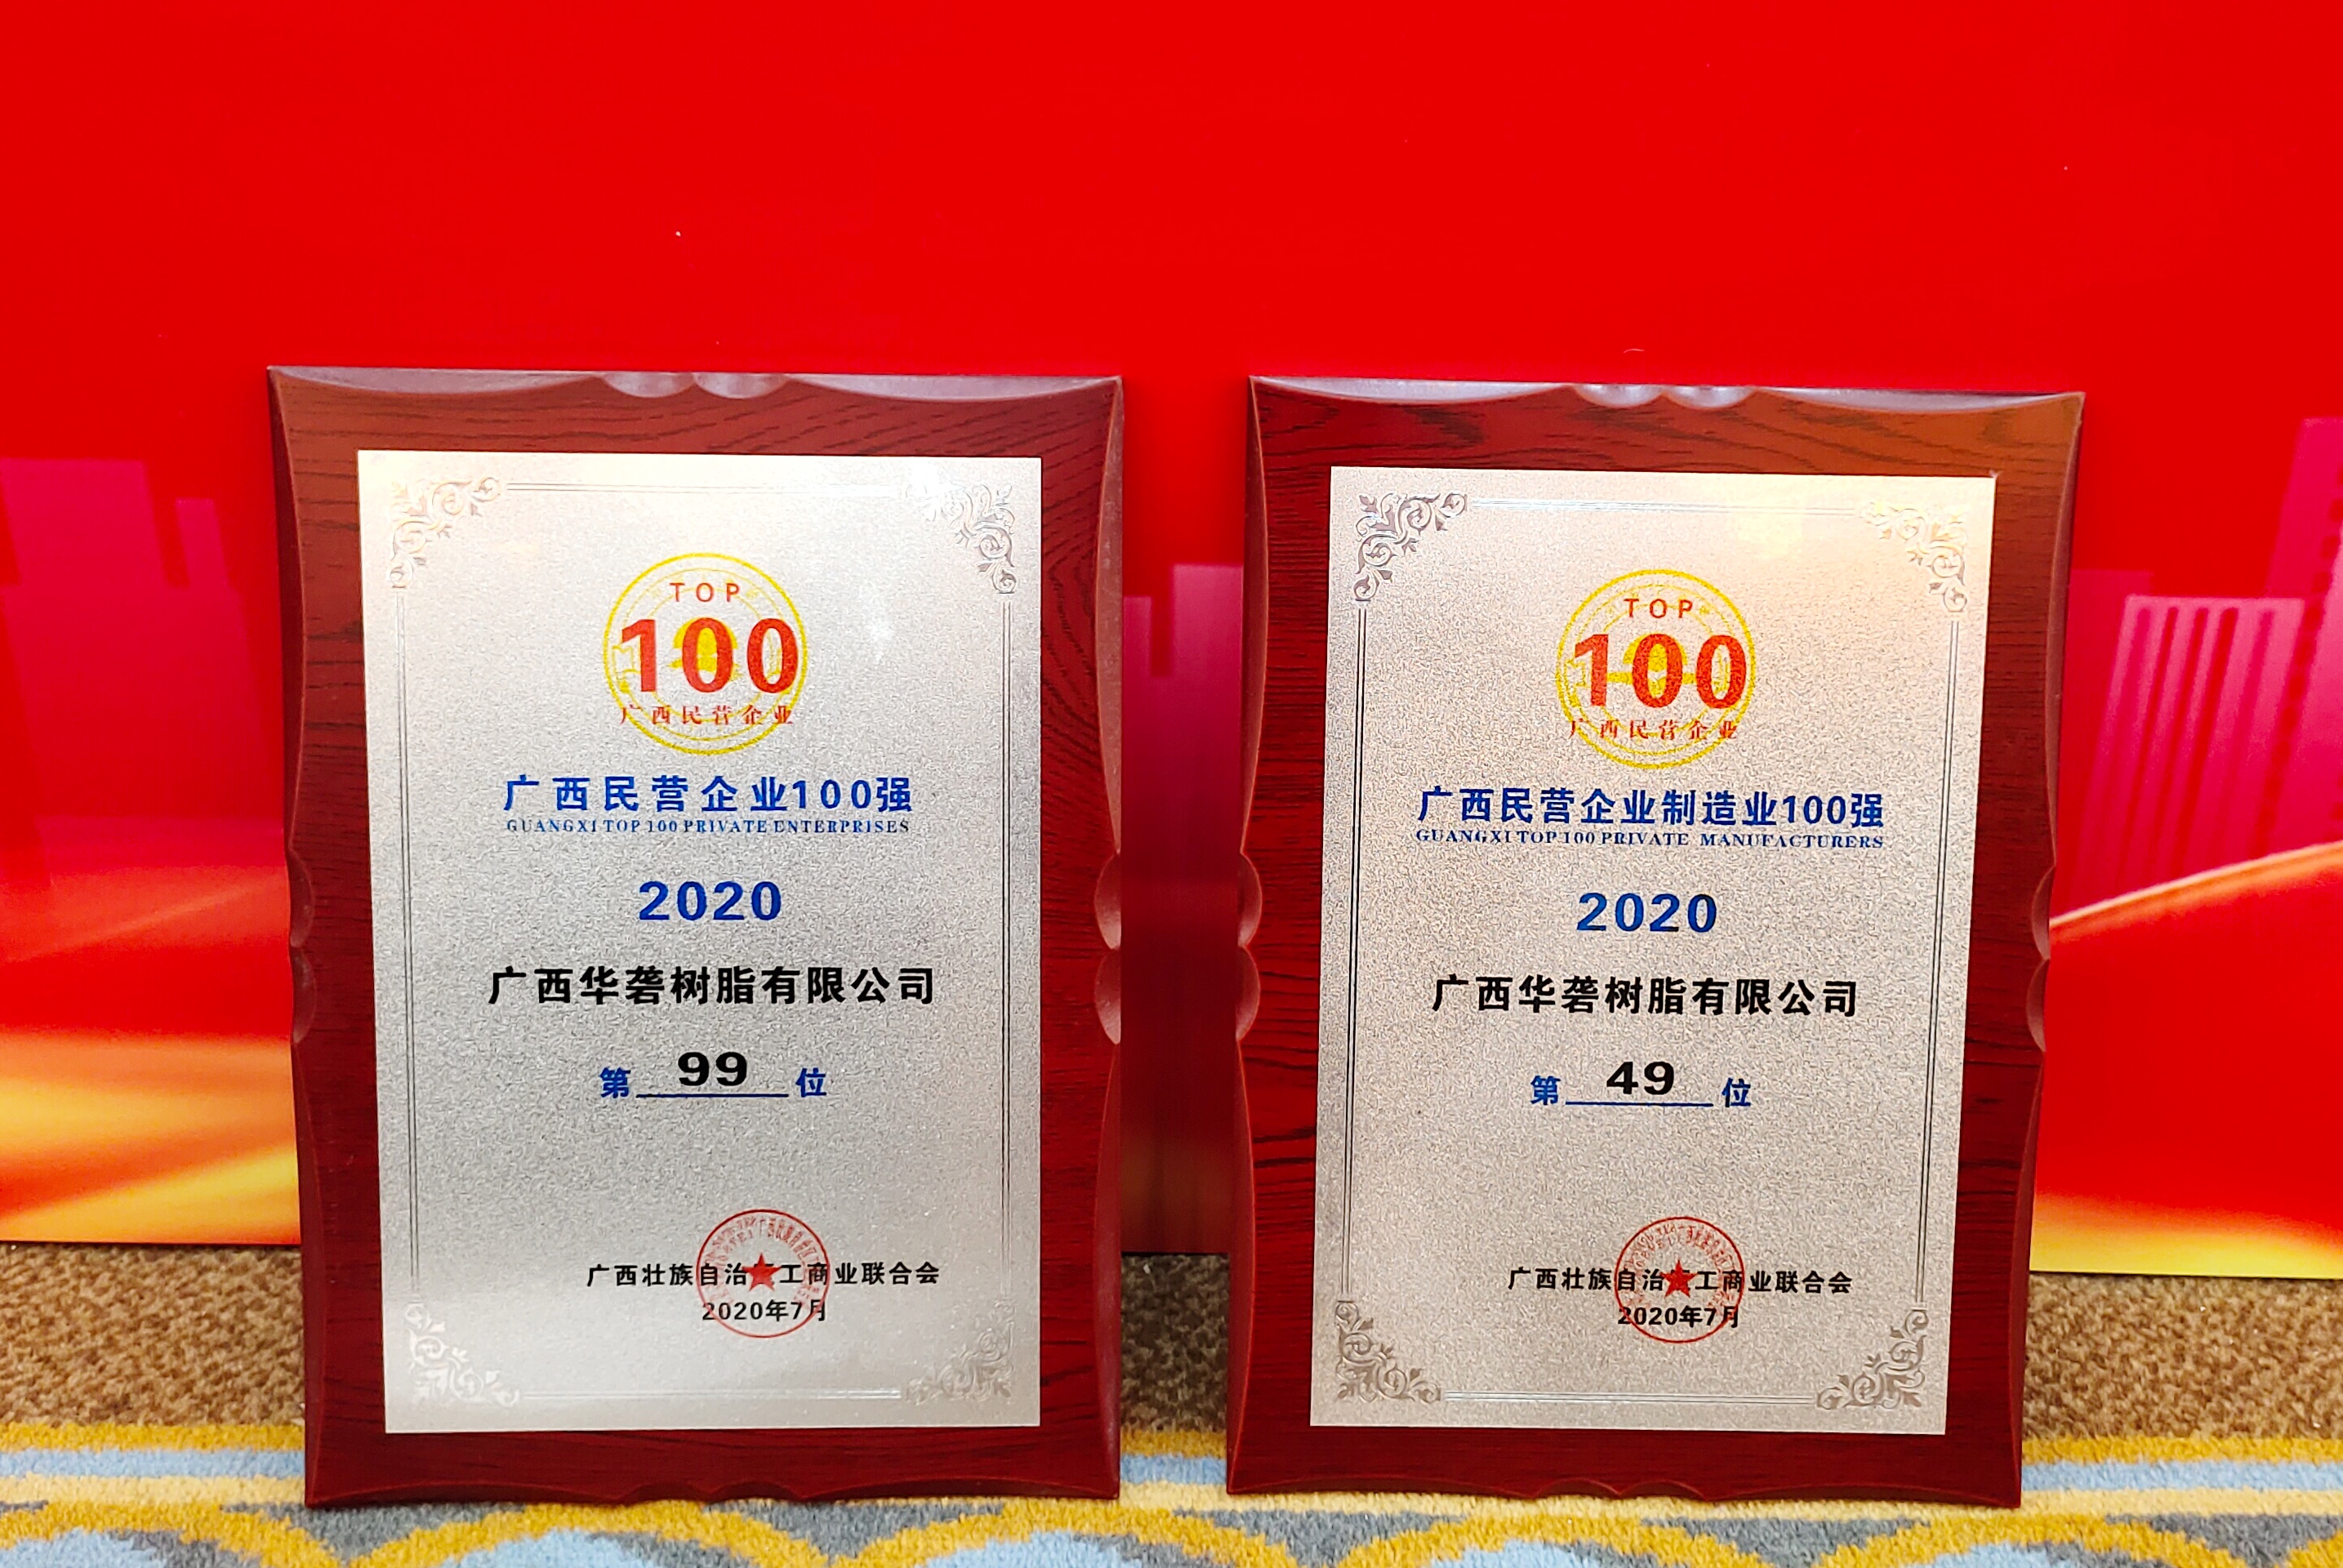 TOP
100
广西民营企业
广西民营企业100强
GUANGXI TOP 100 PRIVATE ENTERPRISES
2020
广西华砻树脂有限公司
第 99 位
广西壮族自治 工商业联合会
2020年7月
TOP
100
广西民营企业
广西民营企业制造业100强
GUANGXI TOP 100 PRIVATE MANUFACTURERS
2020
广西华砻树脂有限公司
第 49 位
广西壮族自治 工商业联合会
2020年7月